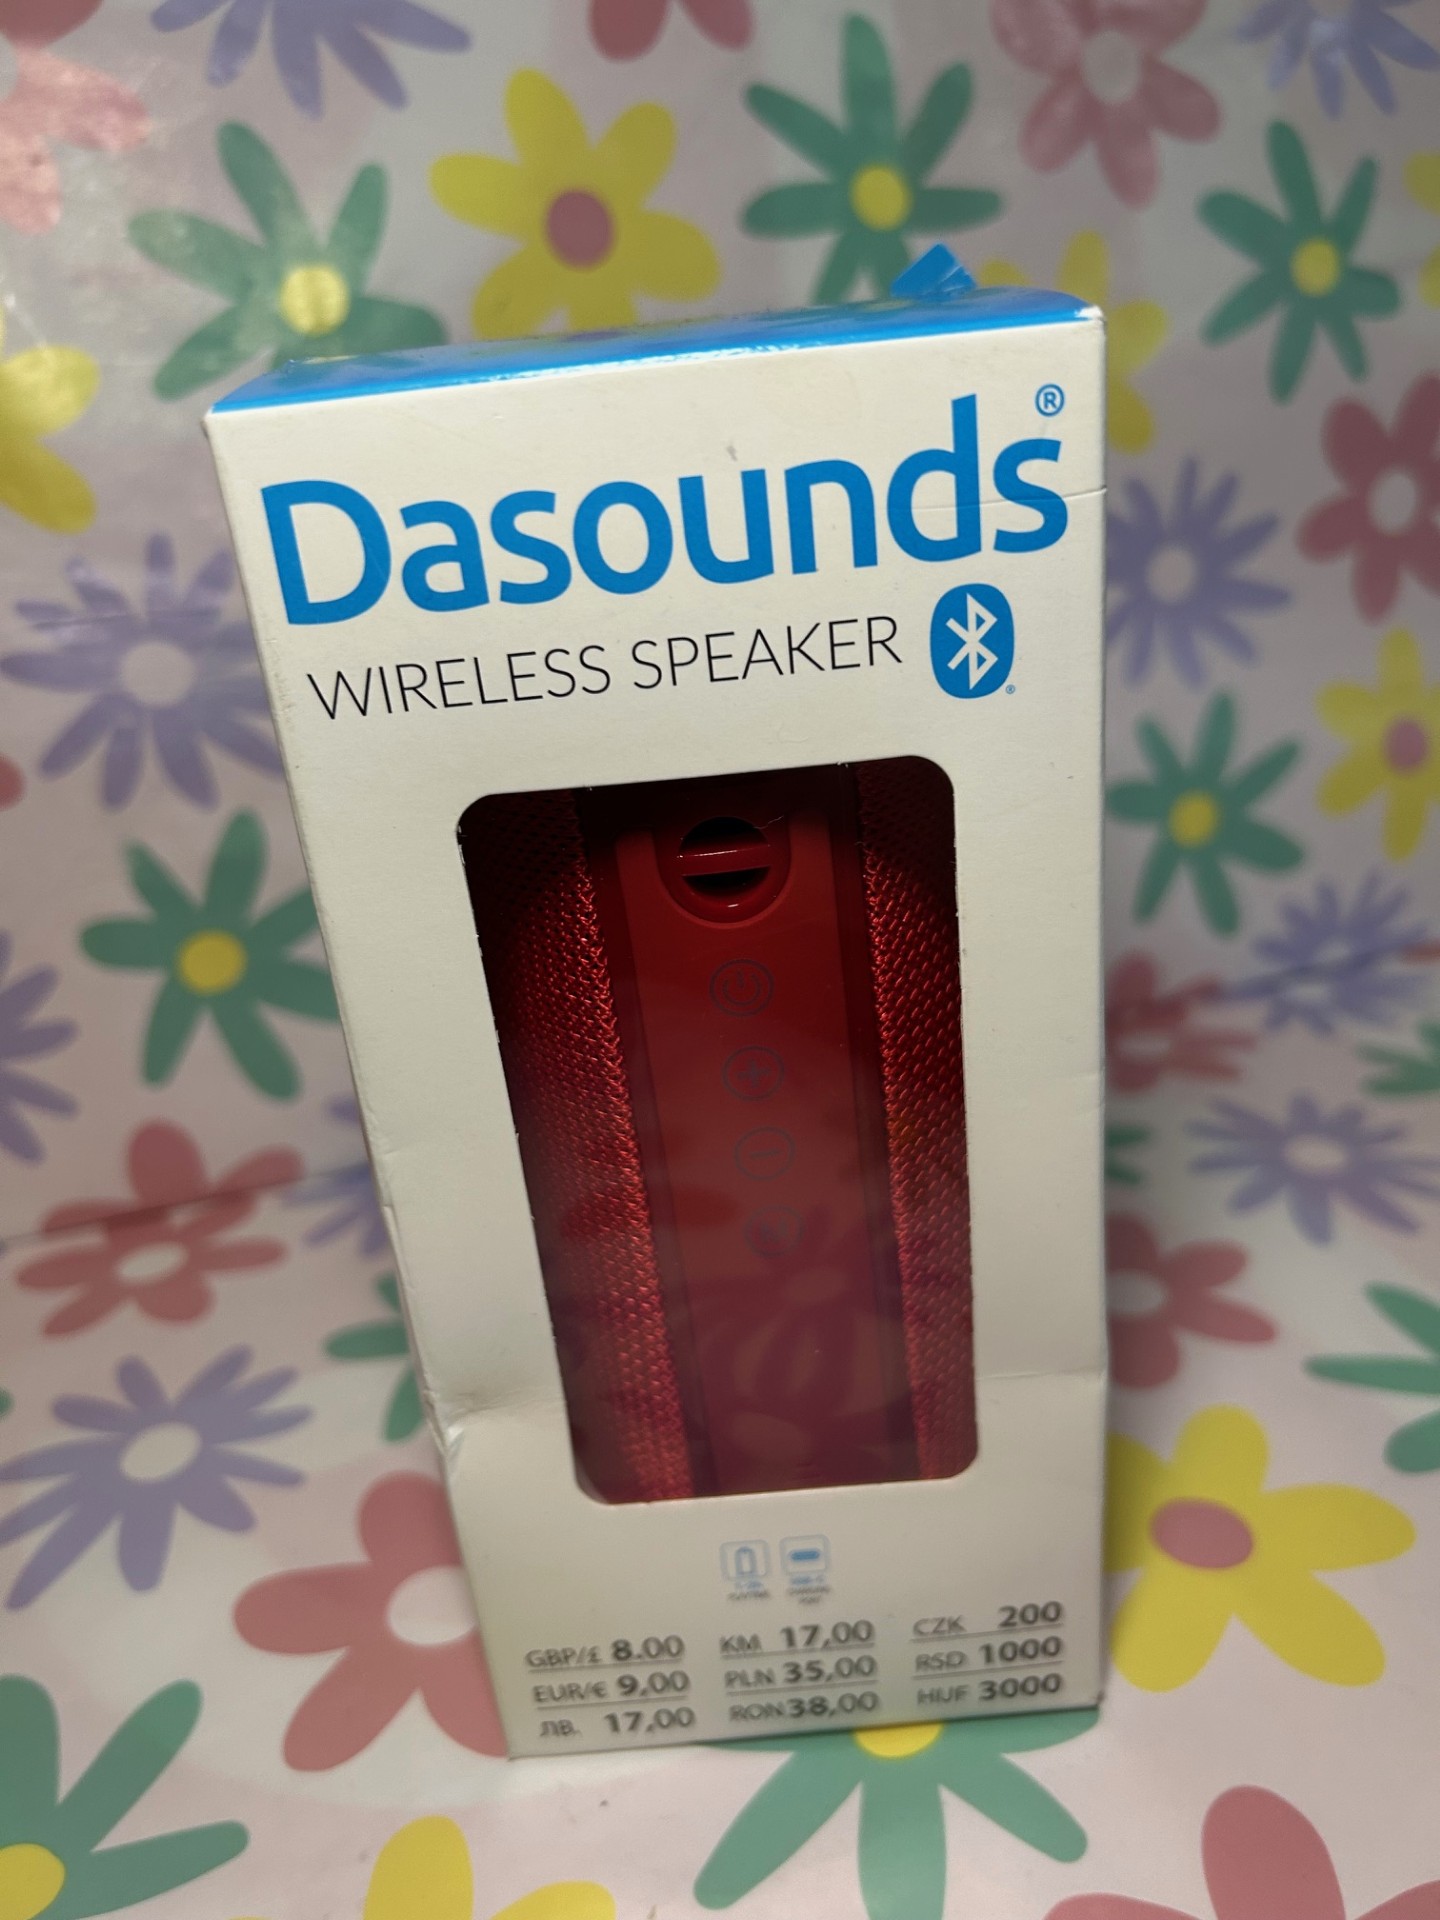 Dasounds®
WIRELESS SPEAKER
GBP/£ 8.00
EUR/€ 9,00
ЛВ. 17,00
KM 17,00
PLN 35,00
RON 38,00
CZK 200
RSD 1000
HUF 3000